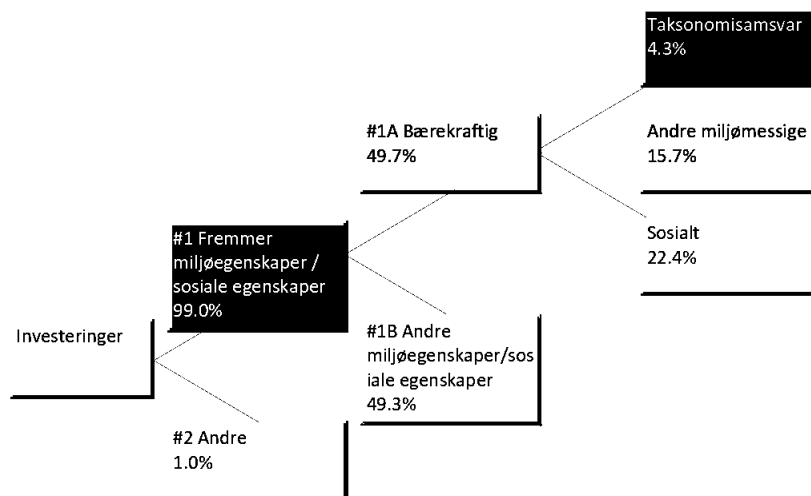 Investeringer
#1 Fremmer
miljøegenskaper /
sosiale egenskaper
99.0%
#2 Andre
1.0%
#1A Bærekraftig
49.7%
#1B Andre
miljøegenskaper/sos
iale egenskaper
49.3%
Taksonomisamsvar
4.3%
Andre miljømessige
15.7%
Sosialt
22.4%